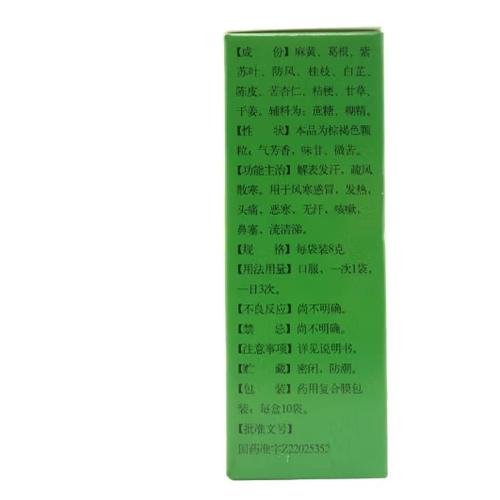 【成　份】麻黄、葛根、紫
苏叶、防风、桂枝、白芷、
陈皮、苦杏仁、桔梗、甘草、
干姜。辅料为：蔗糖、糊精。
【性　状】本品为棕褐色颗
粒；气芳香，味甘、微苦。
【功能主治】解表发汗，疏风
散寒。用于风寒感冒，发热，
头痛，恶寒，无汗，咳嗽，
鼻塞，流清涕。
【规　格】每袋装8克
【用法用量】口服，一次1袋，
一日3次。
【不良反应】尚不明确。
【禁　忌】尚不明确。
【注意事项】详见说明书。
【贮　藏】密闭，防潮。
【包　装】药用复合膜包
装；每盒10袋。
【批准文号】
国药准字Z22025352